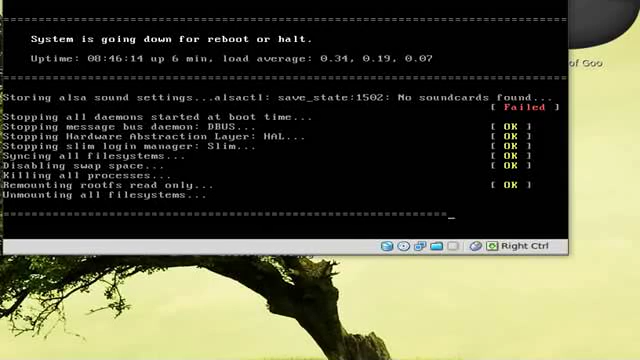 ================================================================
System is going down for reboot or halt.
Uptime: 08:46:14 up 6 min, load average: 0.34, 0.19, 0.07
================================================================
Storing alsa sound settings...alsactl: save_state:1502: No soundcards found...
[ Failed ]
Stopping all daemons started at boot time...
Stopping message bus daemon: DBUS... [ OK ]
Stopping Hardware Abstraction Layer: HAL... [ OK ]
Stopping slim login manager: Slim... [ OK ]
Syncing all filesystems... [ OK ]
Disabling swap space... [ OK ]
Killing all processes...
Remounting rootfs read only... [ OK ]
Unmounting all filesystems...
================================================_
Right Ctrl
of Goo